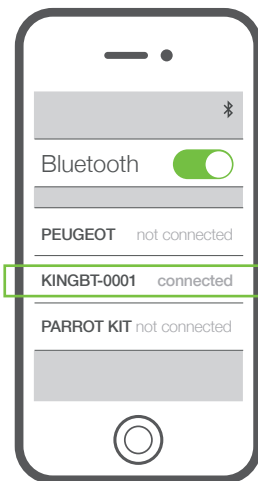 Bluetooth
PEUGEOT not connected
KINGBT-0001 connected
PARROT KIT not connected